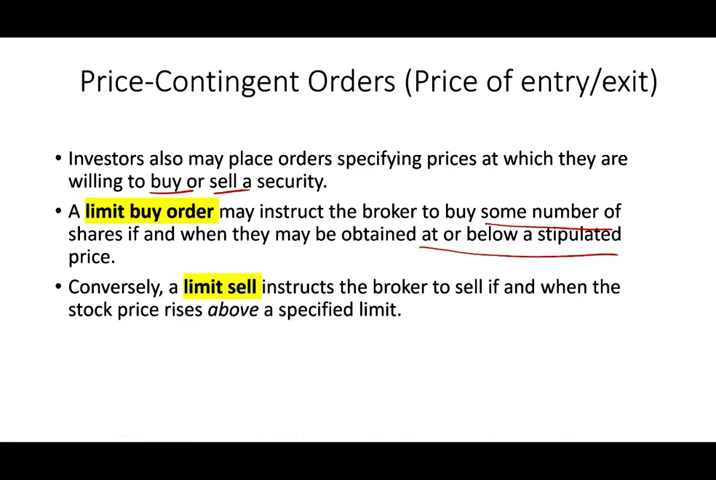 Price-Contingent Orders (Price of entry/exit)
• Investors also may place orders specifying prices at which they are
willing to buy or sell a security.
• A limit buy order may instruct the broker to buy some number of
shares if and when they may be obtained at or below a stipulated
price.
• Conversely, a limit sell instructs the broker to sell if and when the
stock price rises above a specified limit.